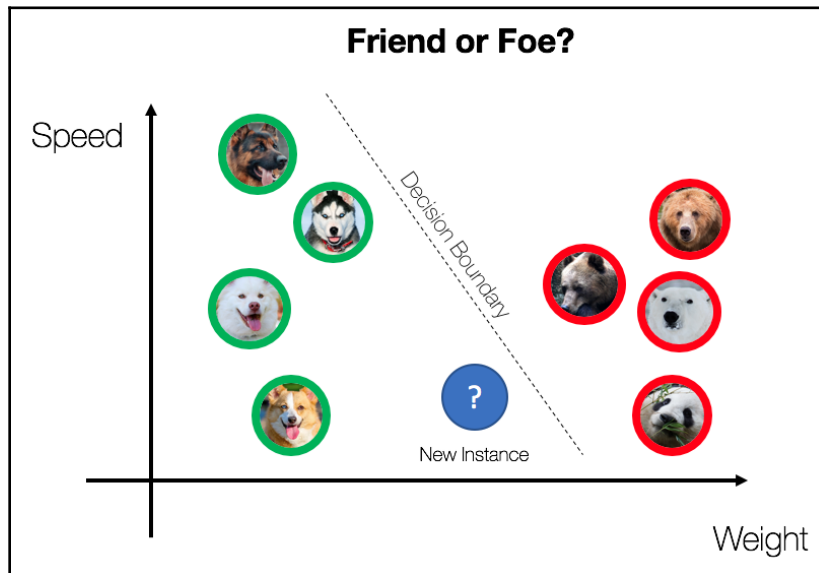 Friend or Foe?
Speed
Decision Boundary
?
New Instance
Weight